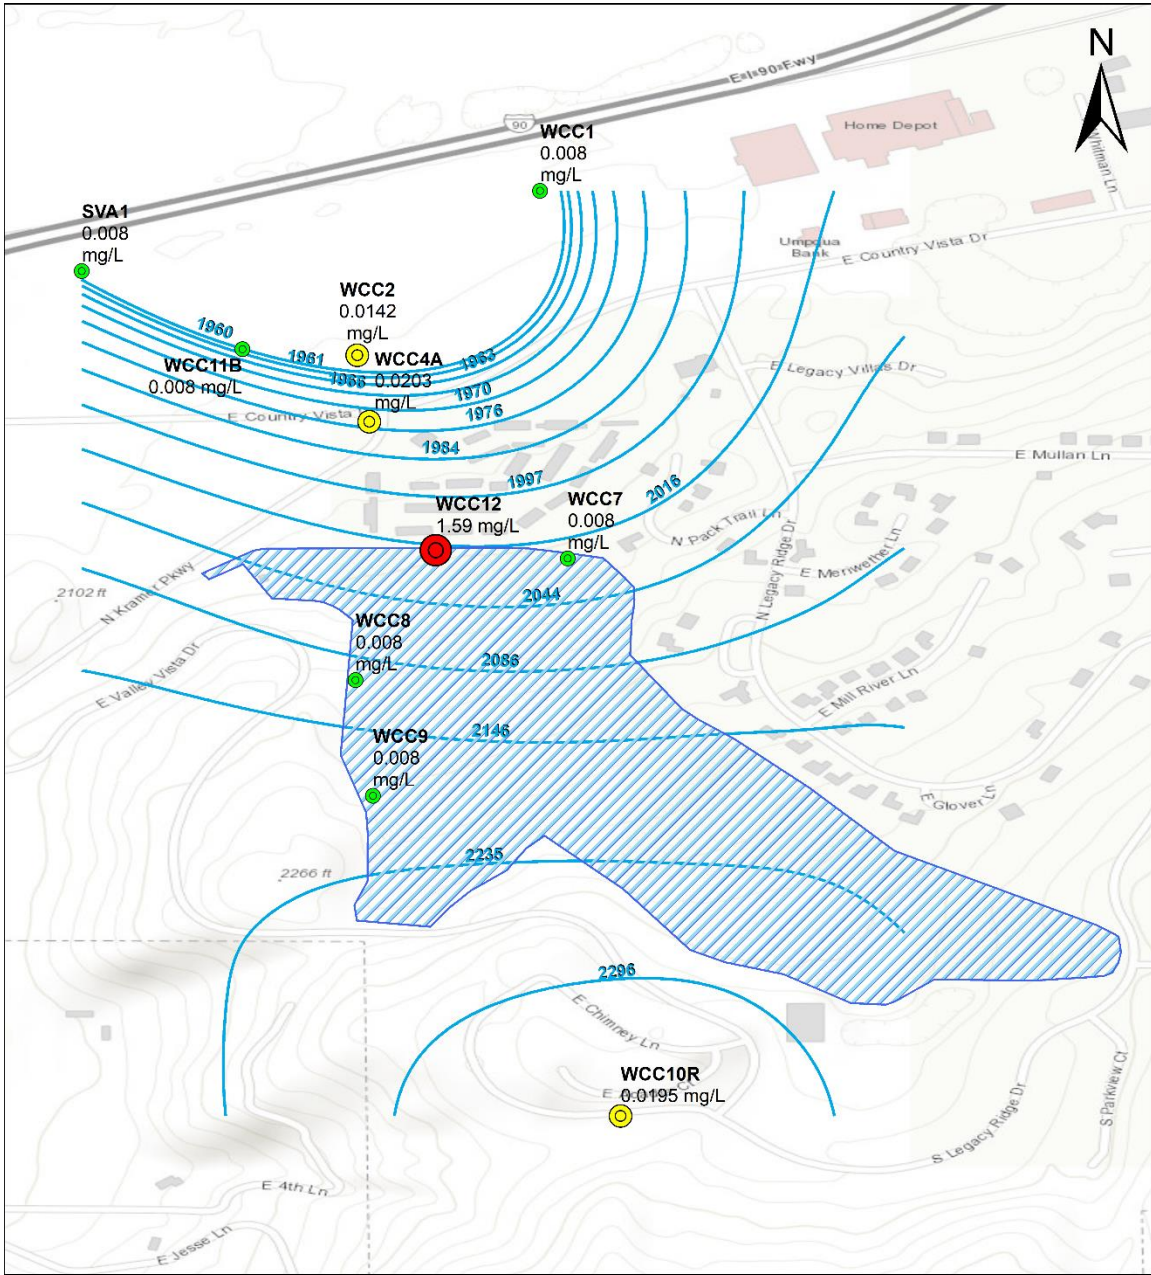 N
E-I-90-Fwy
90
WCC1
0.008
mg/L
Home Depot
Whitman Ln
SVA1
0.008
mg/L
Umpqua
Bank
E Country Vista Dr
WCC2
0.0142
mg/L
1960
1961
1963
WCC4A
0.0203
mg/L
WCC11B
0.008 mg/L
1970
1976
E Country Vista
E Legacy Villas Dr
1984
E Mullan Ln
1997
2016
WCC12
1.59 mg/L
WCC7
0.008
mg/L
N Pack Trail Ln
N Legacy Ridge Dr
E Meriwether Ln
2102 ft
N Kramer Pkwy
2044
WCC8
0.008
mg/L
2086
E Valley Vista Dr
E Mill River Ln
2146
WCC9
0.008
mg/L
E Glover Ln
2235
2266 ft
2296
E Chimney Ln
WCC10R
0.0195 mg/L
S Legacy Ridge Dr
S Parkview Ct
E 4th Ln
E Jesse Ln